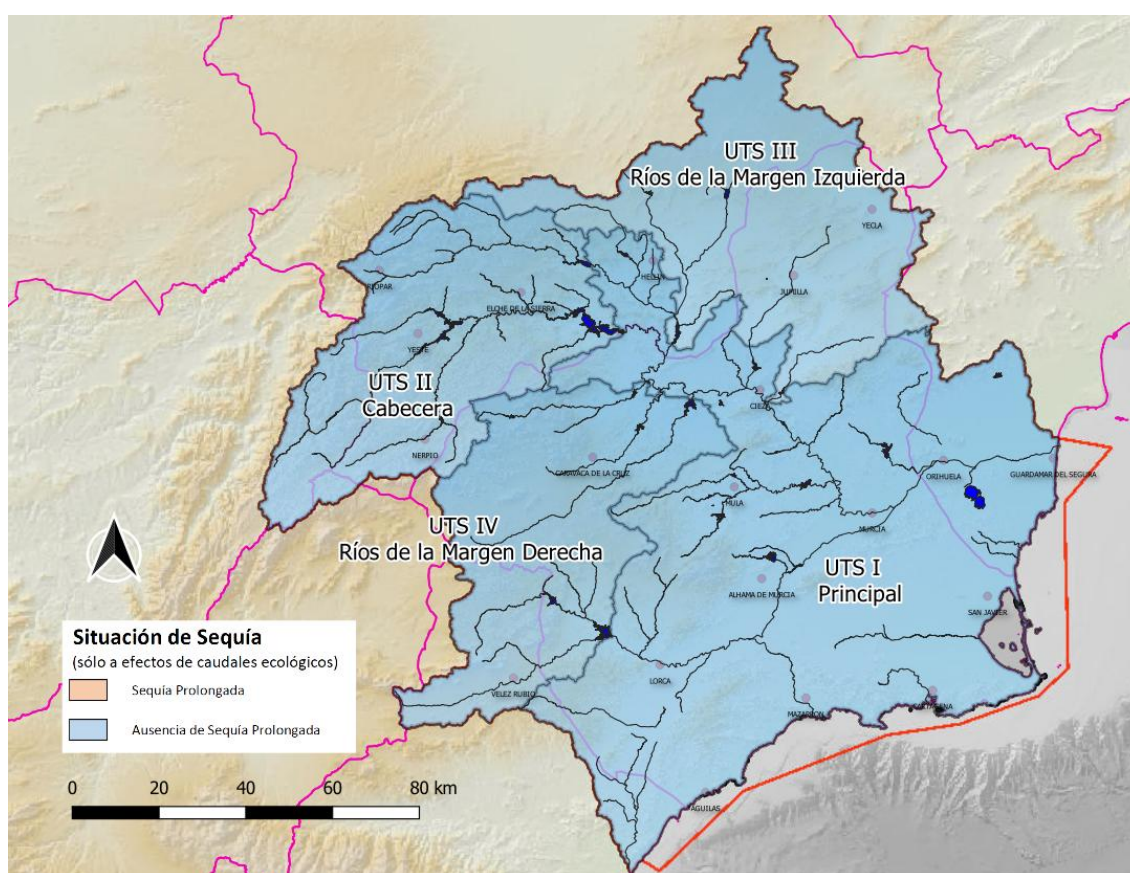 UTS III
Ríos de la Margen Izquierda
YECLA
HELLÍN
JUMILLA
RIOPAR
ELCHE DE LA SIERRA
YESTE
UTS II
Cabecera
CIEZA
NERPIO
CARAVACA DE LA CRUZ
ORIHUELA
GUARDAMAR DEL SEGURA
MULA
MURCIA
UTS IV
Ríos de la Margen Derecha
UTS I
Principal
ALHAMA DE MURCIA
SAN JAVIER
LORCA
VELEZ RUBIO
MAZARRON
CARTAGENA
AGUILAS
Situación de Sequía
(sólo a efectos de caudales ecológicos)
Sequía Prolongada
Ausencia de Sequía Prolongada
0 20 40 60 80 km